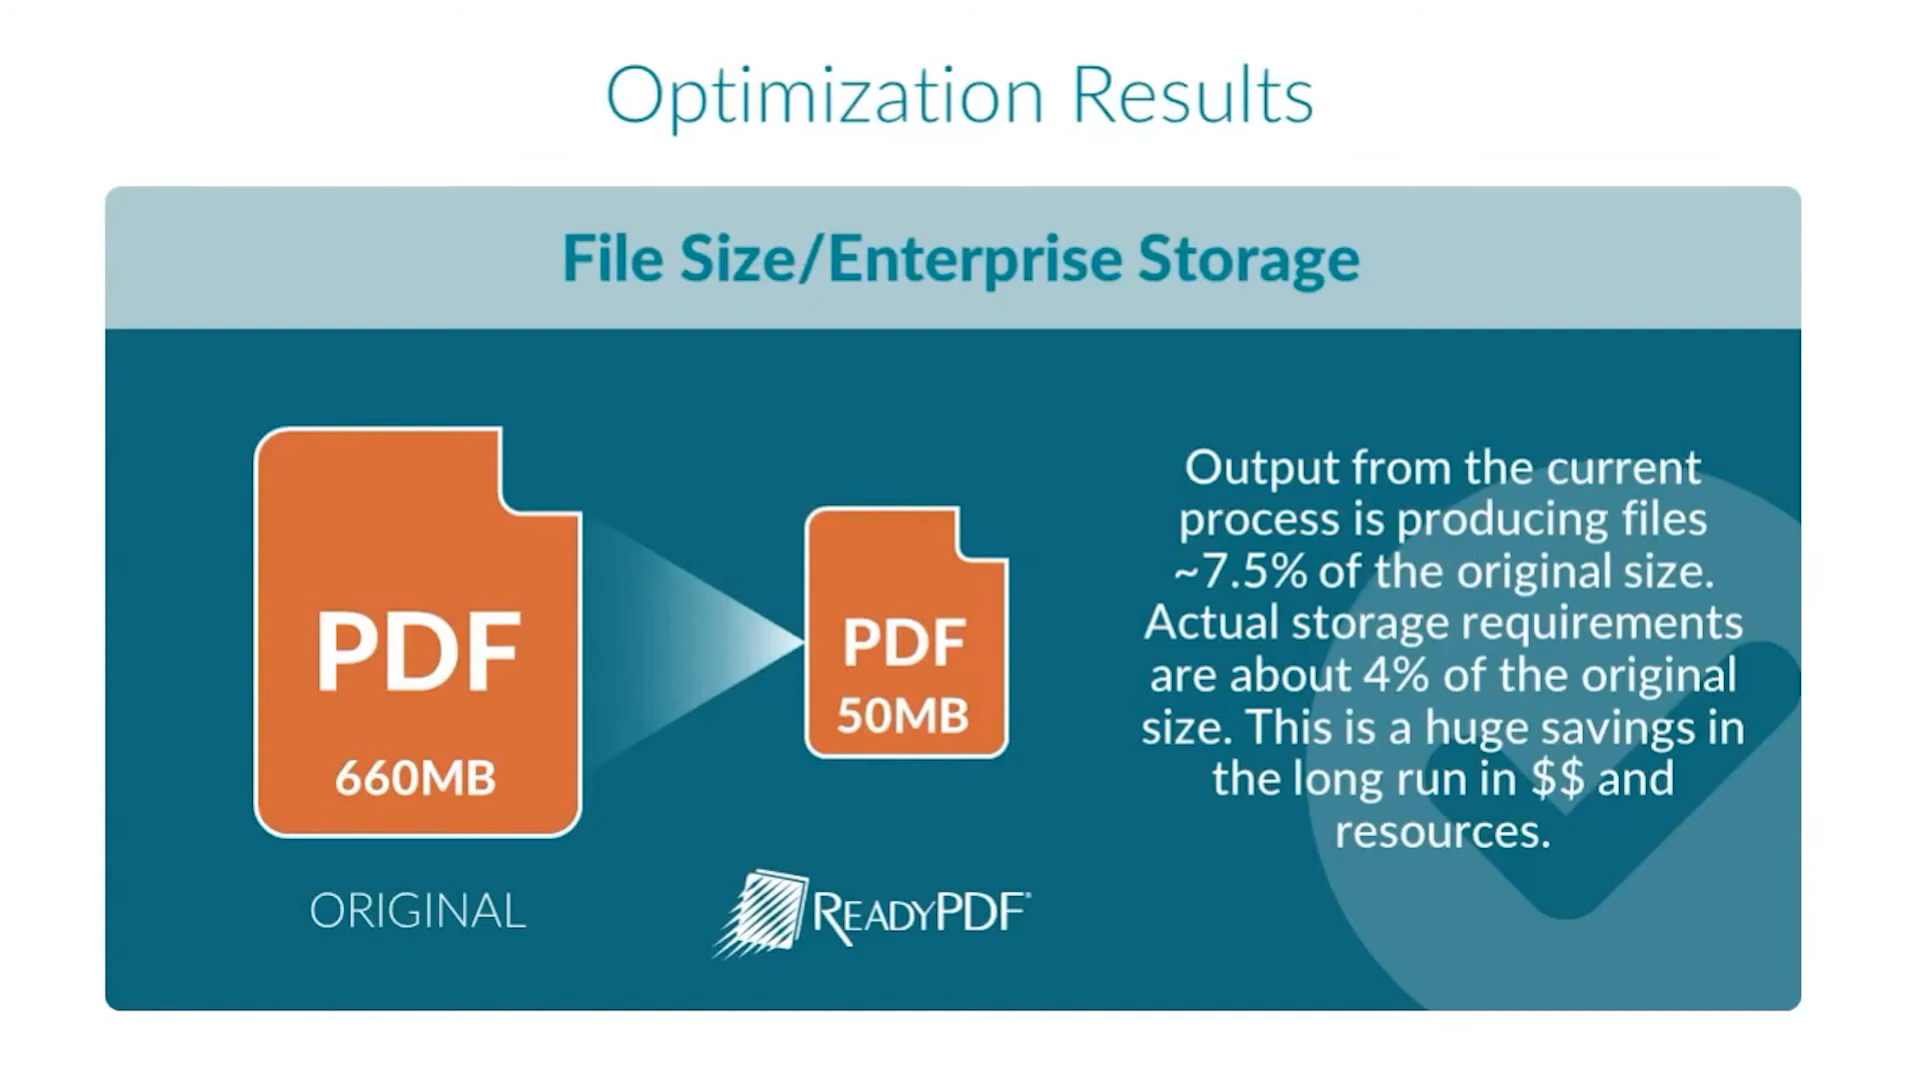 Optimization Results
File Size/Enterprise Storage
PDF
660MB
ORIGINAL
PDF
50MB
READYPDF®
Output from the current
process is producing files
~7.5% of the original size.
Actual storage requirements
are about 4% of the original
size. This is a huge savings in
the long run in $$ and
resources.